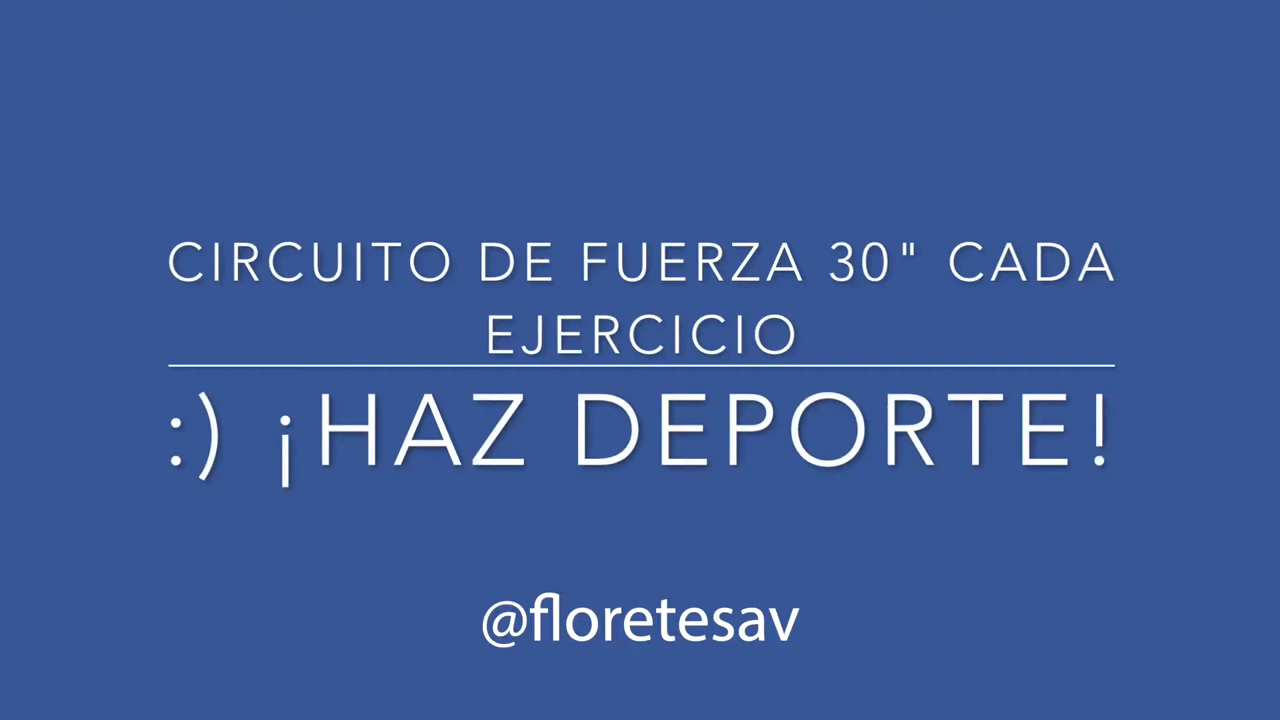 CIRCUITO DE FUERZA 30" CADA
EJERCICIO
:) ¡HAZ DEPORTE!
@floretesav